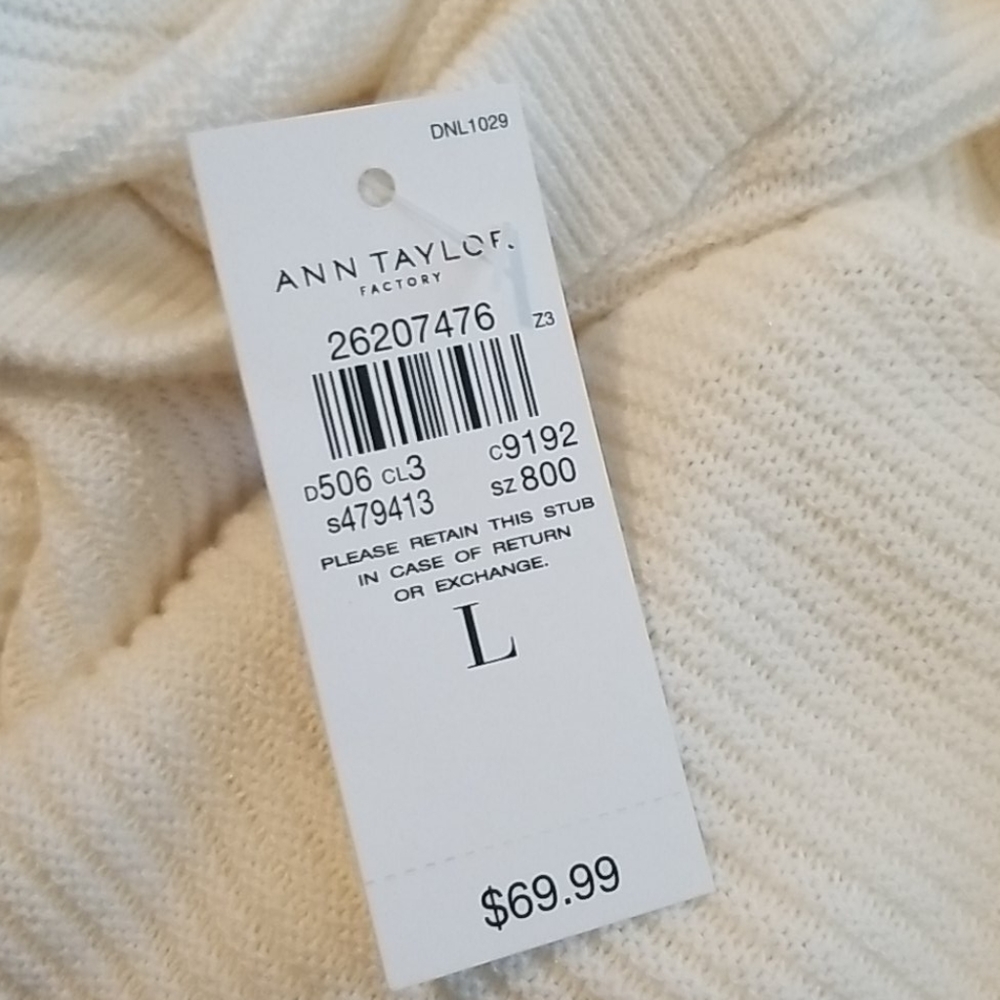 DNL1029
ANN TAYLOR
FACTORY
26207476 Z3
D506 CL3 C9192
S479413 SZ 800
PLEASE RETAIN THIS STUB
IN CASE OF RETURN
OR EXCHANGE.
L
$69.99